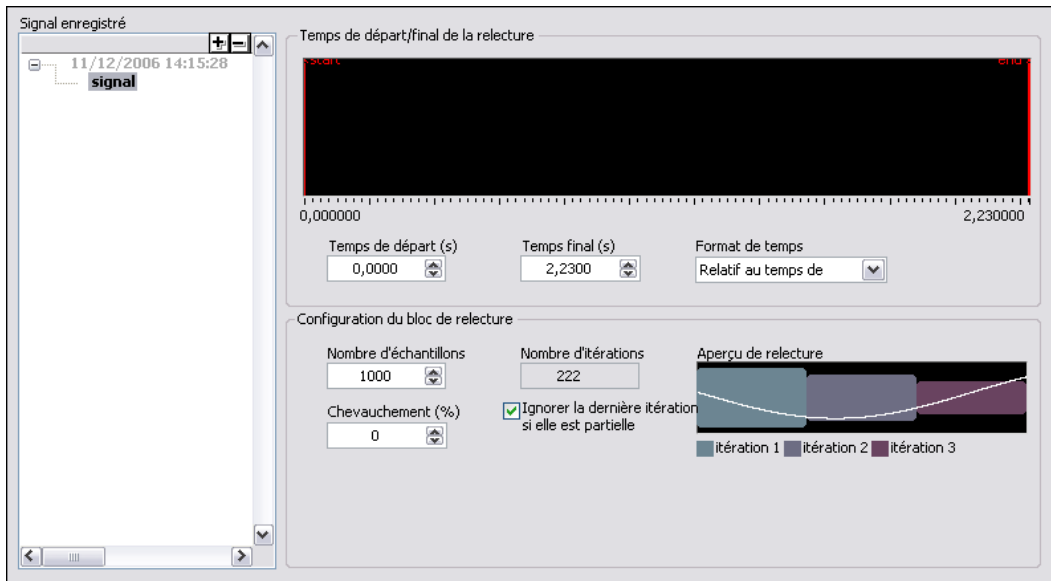 Signal enregistré
11/12/2006 14:15:28
signal
Temps de départ/final de la relecture
start
end
0,000000
2,230000
Temps de départ (s)
Temps final (s)
Format de temps
0,0000
2,2300
Relatif au temps de
Configuration du bloc de relecture
Nombre d'échantillons
Nombre d'itérations
Aperçu de relecture
1000
222
Chevauchement (%)
Ignorer la dernière itération
si elle est partielle
0
itération 1
itération 2
itération 3